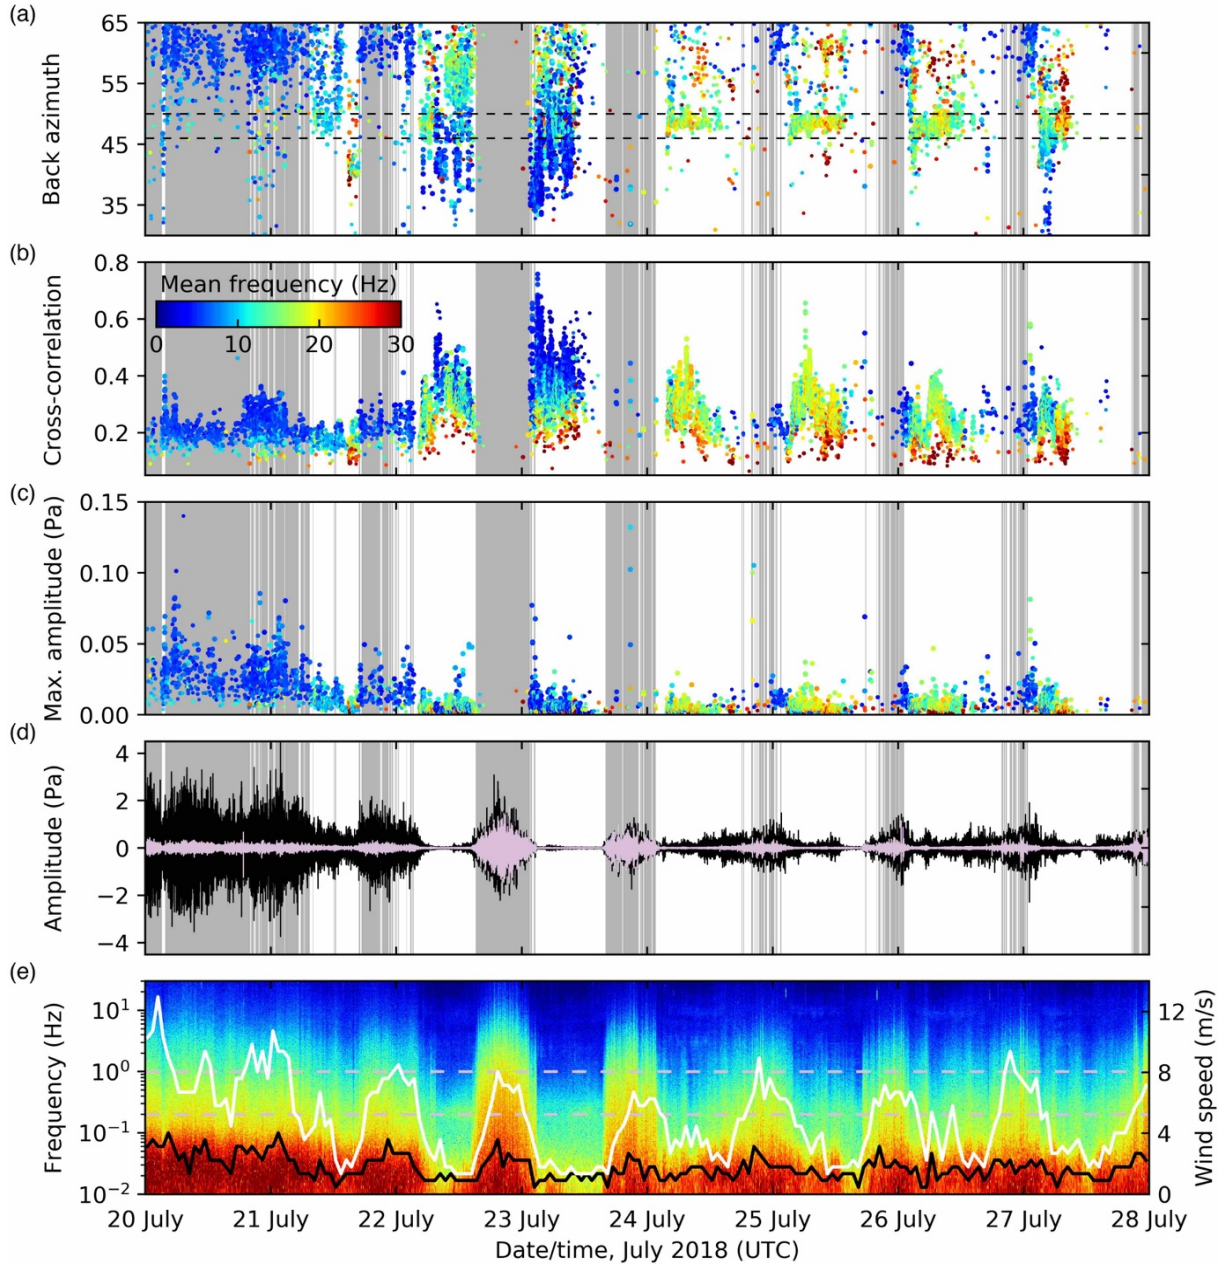 (a)
65
55
45
35
Back azimuth
(b)
0.8
0.6
0.4
0.2
Cross-correlation
Mean frequency (Hz)
0 10 20 30
(c)
0.15
0.10
0.05
0.00
Max. amplitude (Pa)
(d)
4
2
0
−2
−4
Amplitude (Pa)
(e)
10¹
10⁰
10⁻¹
10⁻²
Frequency (Hz)
12
8
4
0
Wind speed (m/s)
20 July 21 July 22 July 23 July 24 July 25 July 26 July 27 July 28 July
Date/time, July 2018 (UTC)